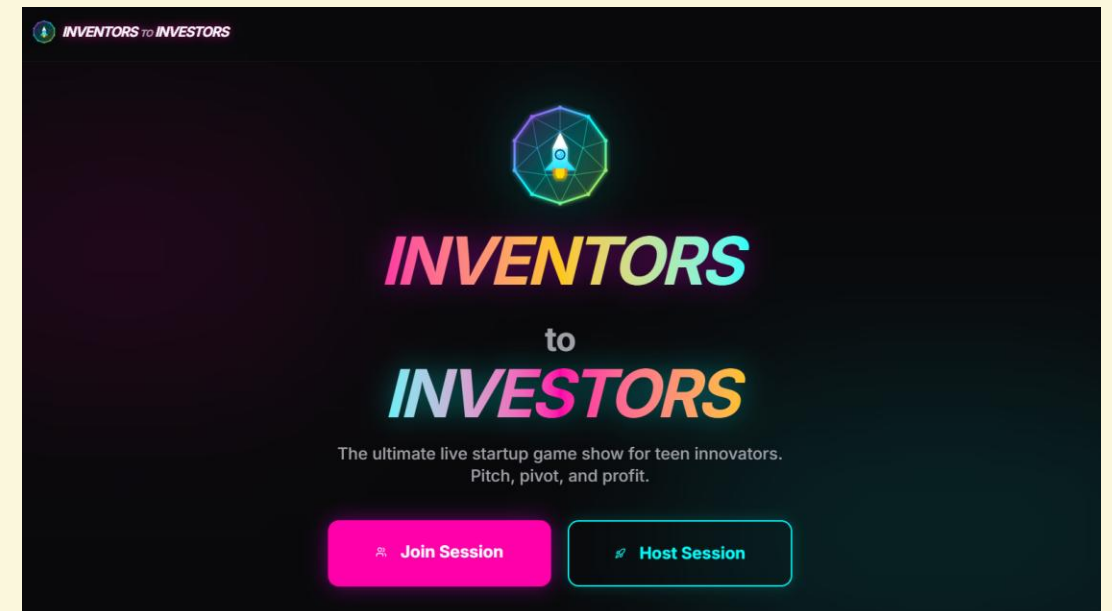 INVENTORS TO INVESTORS
INVENTORS
to
INVESTORS
The ultimate live startup game show for teen innovators.
Pitch, pivot, and profit.
Join Session
Host Session